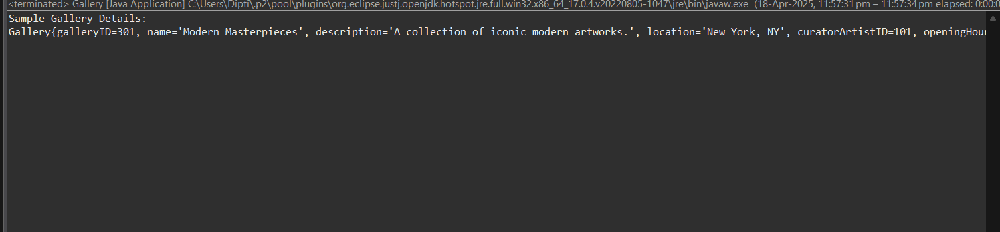 <terminated> Gallery [Java Application] C:\Users\Dipti\.p2\pool\plugins\org.eclipse.justj.openjdk.hotspot.jre.full.win32.x86_64_17.0.4.v20220805-1047\jre\bin\javaw.exe (18-Apr-2025, 11:57:31 pm – 11:57:34 pm elapsed: 0:00:0
Sample Gallery Details:
Gallery{galleryID=301, name='Modern Masterpieces', description='A collection of iconic modern artworks.', location='New York, NY', curatorArtistID=101, openingHour